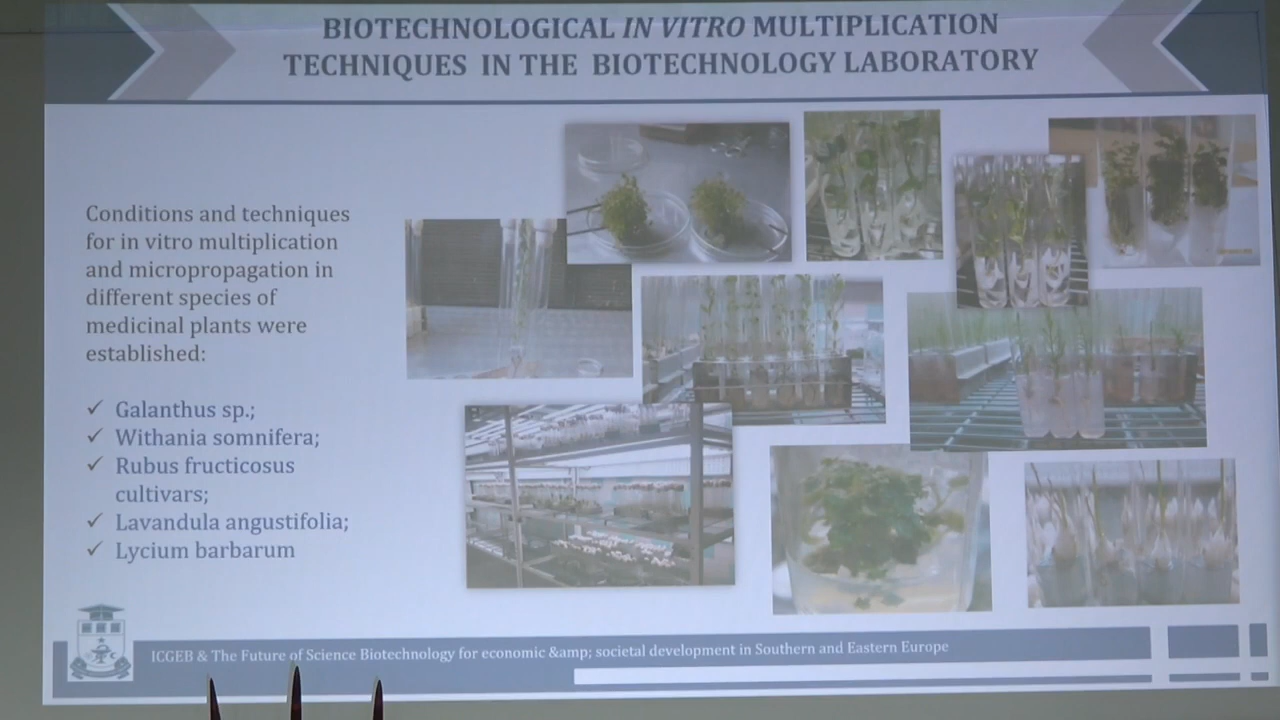 BIOTECHNOLOGICAL IN VITRO MULTIPLICATION
TECHNIQUES IN THE BIOTECHNOLOGY LABORATORY
Conditions and techniques
for in vitro multiplication
and micropropagation in
different species of
medicinal plants were
established:
✓ Galanthus sp.;
✓ Withania somnifera;
✓ Rubus fructicosus
cultivars;
✓ Lavandula angustifolia;
✓ Lycium barbarum
ICGEB & The Future of Science Biotechnology for economic &amp; societal development in Southern and Eastern Europe